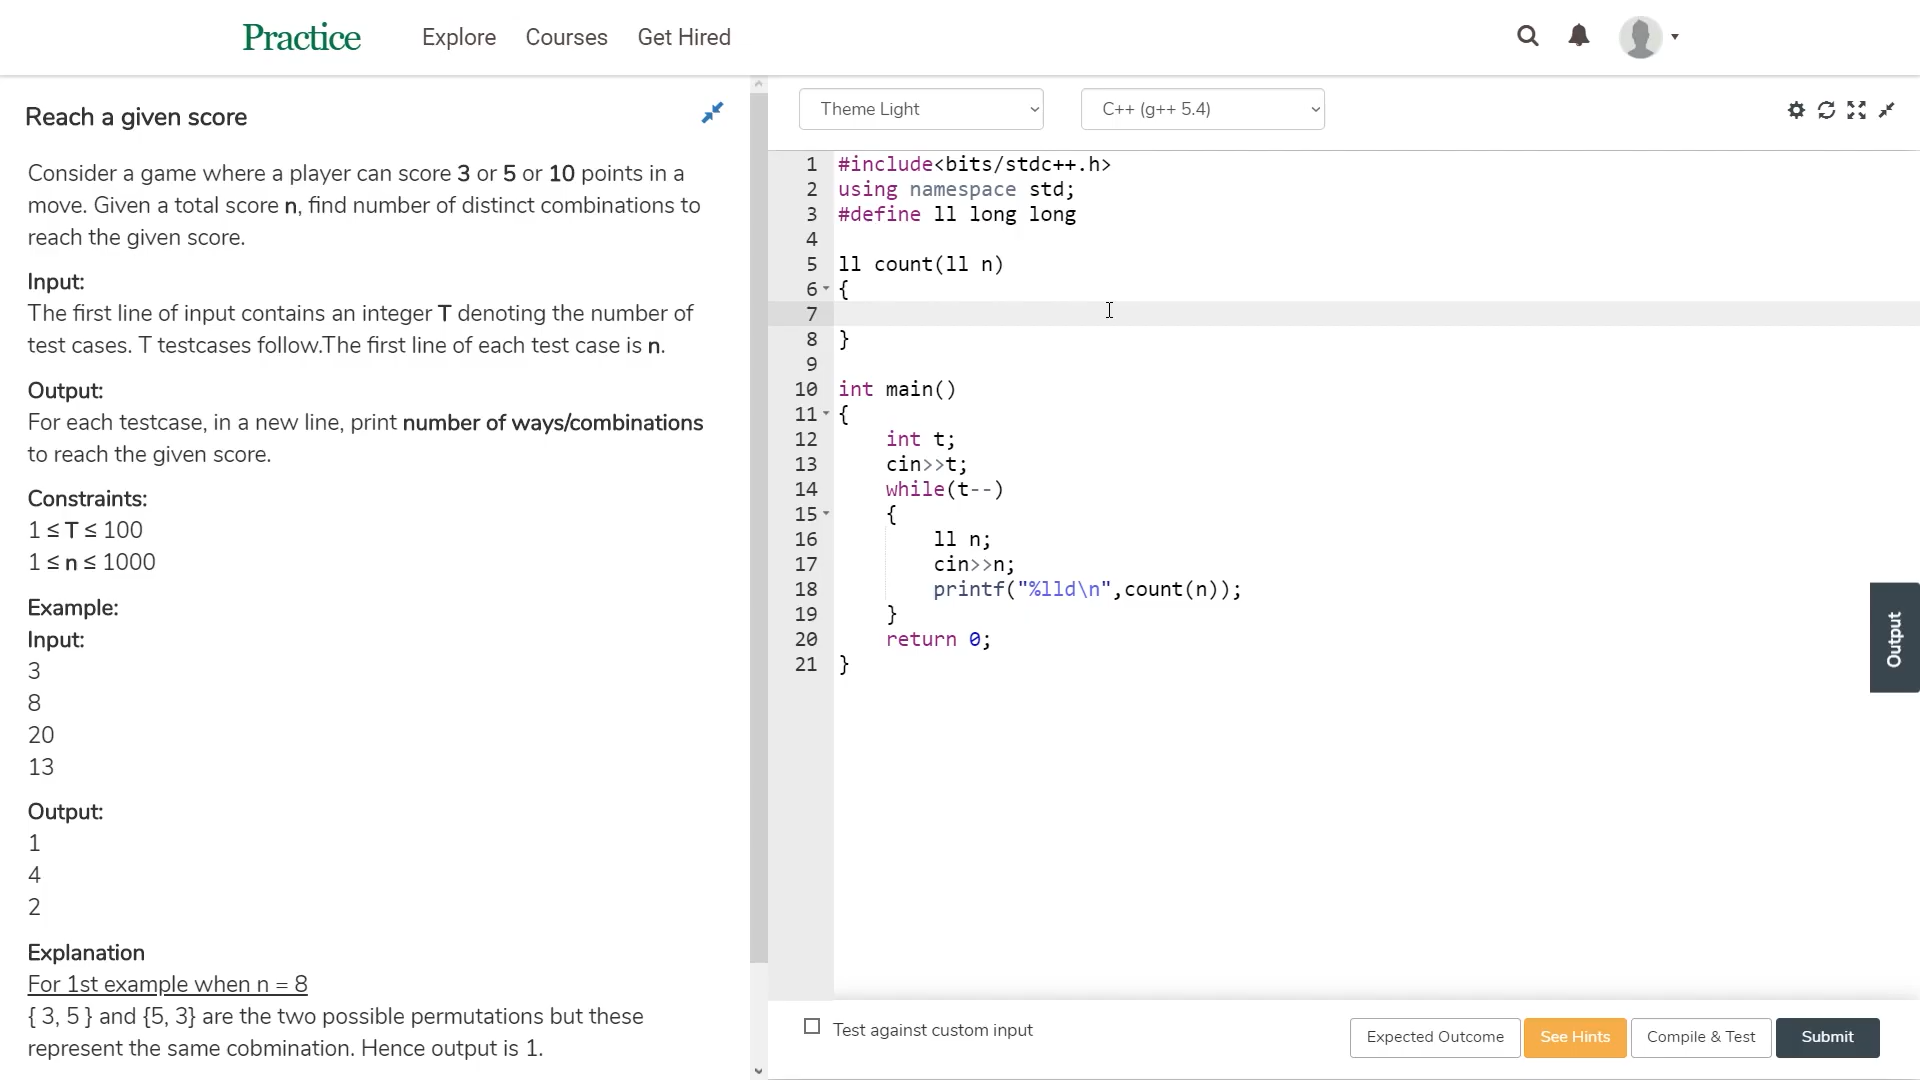 Practice
Explore Courses Get Hired
Reach a given score
Consider a game where a player can score 3 or 5 or 10 points in a
move. Given a total score n, find number of distinct combinations to
reach the given score.
Input:
The first line of input contains an integer T denoting the number of
test cases. T testcases follow.The first line of each test case is n.
Output:
For each testcase, in a new line, print number of ways/combinations
to reach the given score.
Constraints:
1 ≤ T ≤ 100
1 ≤ n ≤ 1000
Example:
Input:
3
8
20
13
Output:
1
4
2
Explanation
For 1st example when n = 8
{ 3, 5 } and {5, 3} are the two possible permutations but these
represent the same cobmination. Hence output is 1.
Theme Light
C++ (g++ 5.4)
1 #include<bits/stdc++.h>
2 using namespace std;
3 #define ll long long
4
5 ll count(ll n)
6 {
7
8 }
9
10 int main()
11 {
12 int t;
13 cin>>t;
14 while(t--)
15 {
16 ll n;
17 cin>>n;
18 printf("%lld\n",count(n));
19 }
20 return 0;
21 }
Output
Test against custom input
Expected Outcome
See Hints
Compile & Test
Submit